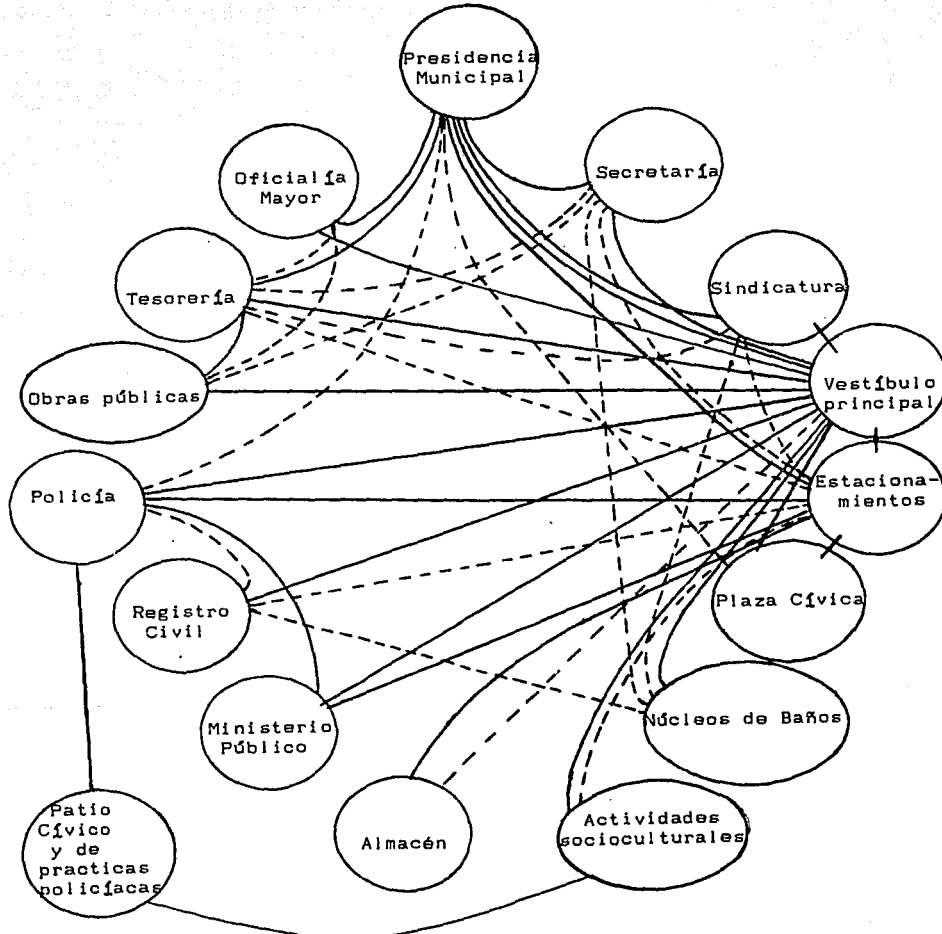 Presidencia
Municipal
Oficialía
Mayor
Secretaría
Tesorería
Sindicatura
Obras públicas
Vestíbulo
principal
Policía
Estaciona-
mientos
Registro
Civil
Plaza Cívica
Ministerio
Público
Núcleos de Baños
Patio
Cívico
y de
practicas
policíacas
Almacén
Actividades
socioculturales